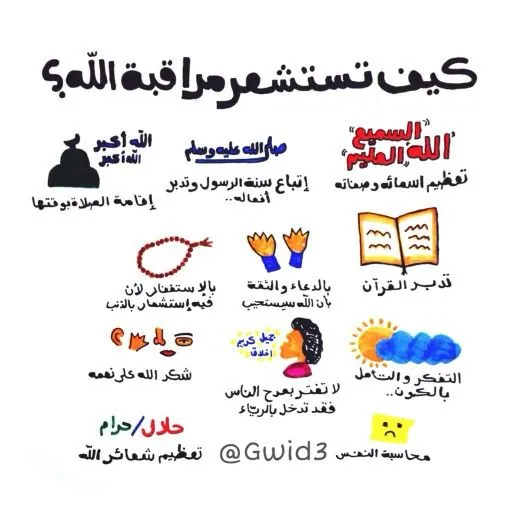 كيف تستشعر مراقبة الله؟
"السميع"
"الله"
"العليم"
تعظيم اسمائه وصفاته
صلى الله عليه وسلم
إتباع سنة الرسول وتدبر
أفعاله..
الله أكبر
الله أكبر
إقامة الصلاة بوقتها
تدبر القرآن
بالدعاء والثقة
بأن الله سيستجيب
بالإستغفار لأن
فيه إستشعار بالذنب
التفكر والتأمل
بالكون..
جميل كريم
اخلاق
لا تغتر بمدح الناس
فقد تدخل بالرياء
شكر الله على نعمه
محاسبة النفس
@Gwid3
حلال/حرام
تعظيم شعائر الله